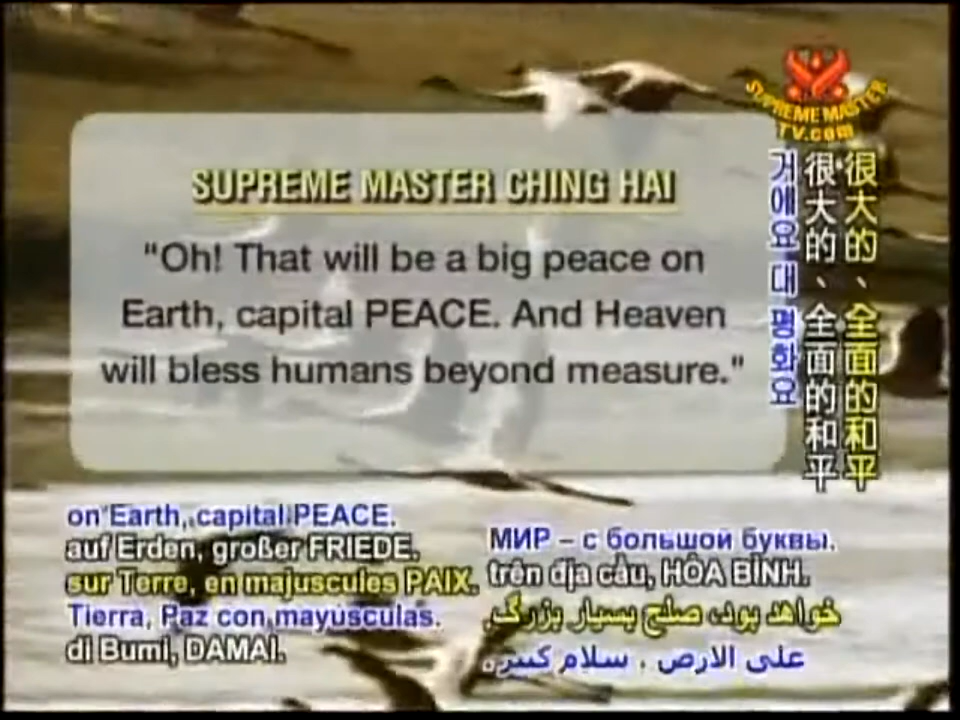 SUPREME MASTER
TV.com
SUPREME MASTER CHING HAI
"Oh! That will be a big peace on
Earth, capital PEACE. And Heaven
will bless humans beyond measure."
很大的、全面的和平
很大的、全面的和平
거예요 대 평화요
on Earth, capital PEACE.
auf Erden, großer FRIEDE.
sur Terre, en majuscules PAIX.
Tierra, Paz con mayúsculas.
di Bumi, DAMAI.
МИР – с большой буквы.
trên địa cầu, HÒA BÌNH.
خواهد بود، صلح بسیار بزرگ.
على الارض . سلام كبير.